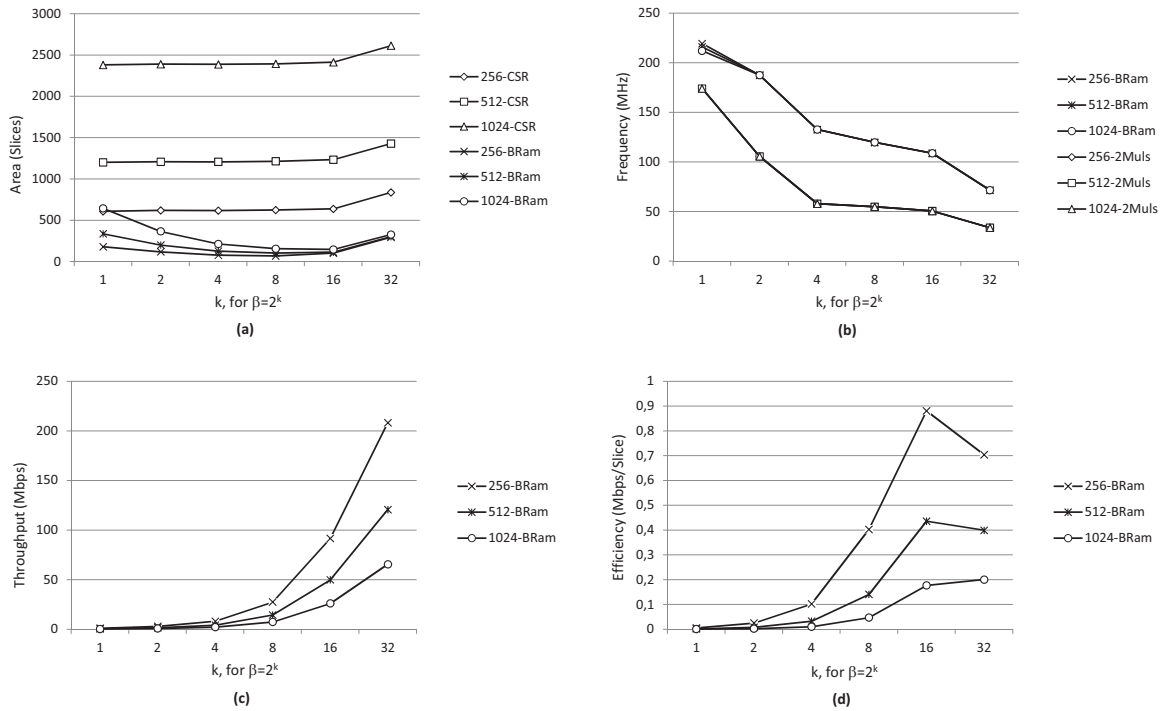 3000
2500
2000
1500
1000
500
0
Area (Slices)
1 2 4 8 16 32
k, for β=2ᵏ
(a)
256-CSR
512-CSR
1024-CSR
256-BRam
512-BRam
1024-BRam
250
200
150
100
50
0
Frequency (MHz)
1 2 4 8 16 32
k, for β=2ᵏ
(b)
256-BRam
512-BRam
1024-BRam
256-2Muls
512-2Muls
1024-2Muls
250
200
150
100
50
0
Throughput (Mbps)
1 2 4 8 16 32
k, for β=2ᵏ
(c)
256-BRam
512-BRam
1024-BRam
1
0,9
0,8
0,7
0,6
0,5
0,4
0,3
0,2
0,1
0
Efficiency (Mbps/Slice)
1 2 4 8 16 32
k, for β=2ᵏ
(d)
256-BRam
512-BRam
1024-BRam